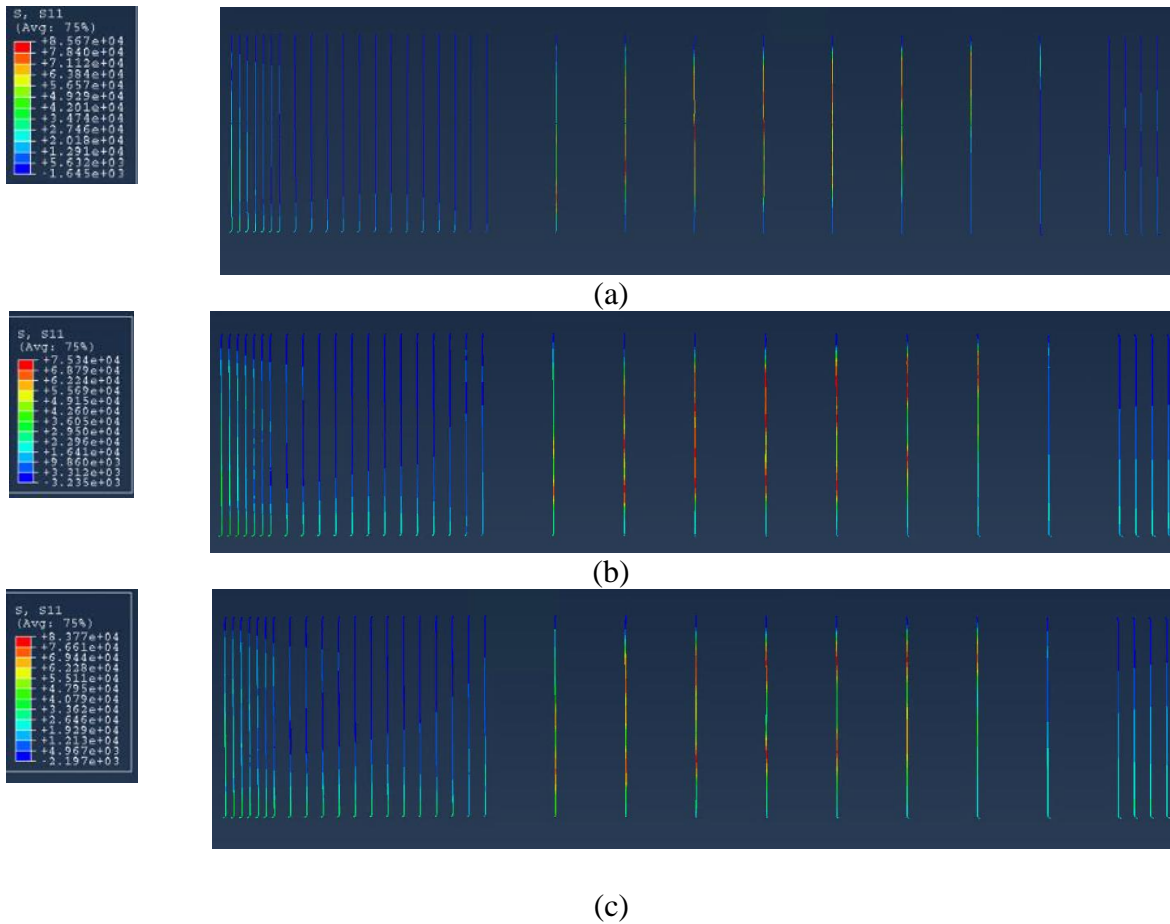 S, S11
(Avg: 75%)
+8.567e+04
+7.840e+04
+7.112e+04
+6.384e+04
+5.657e+04
+4.929e+04
+4.201e+04
+3.474e+04
+2.746e+04
+2.018e+04
+1.291e+04
+5.632e+03
-1.645e+03
(a)
S, S11
(Avg: 75%)
+7.534e+04
+6.879e+04
+6.224e+04
+5.569e+04
+4.915e+04
+4.260e+04
+3.605e+04
+2.950e+04
+2.296e+04
+1.641e+04
+9.860e+03
+3.312e+03
-3.235e+03
(b)
S, S11
(Avg: 75%)
+8.377e+04
+7.661e+04
+6.944e+04
+6.228e+04
+5.511e+04
+4.795e+04
+4.079e+04
+3.362e+04
+2.646e+04
+1.929e+04
+1.213e+04
+4.967e+03
-2.197e+03
(c)